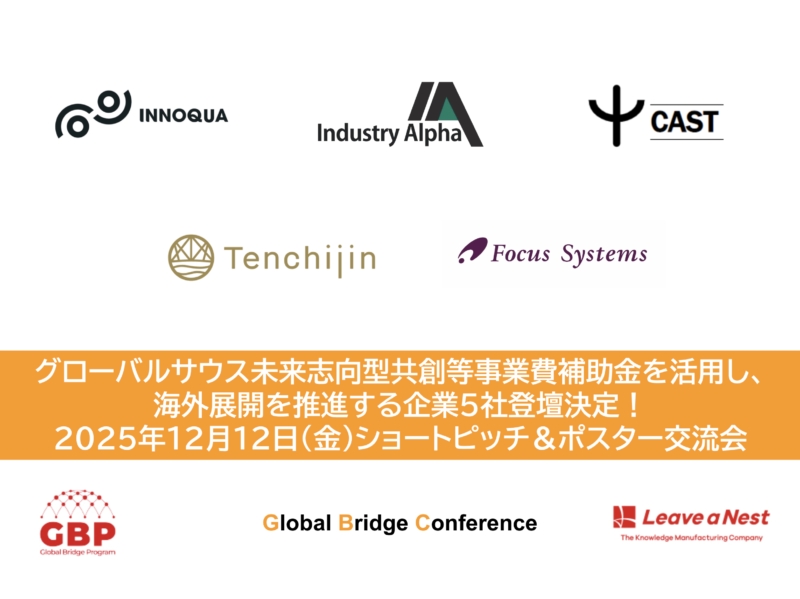 INNOQUA
Industry Alpha
CAST
Tenchijin
Focus Systems
グローバルサウス未来志向型共創等事業費補助金を活用し、
海外展開を推進する企業5社登壇決定！
2025年12月12日（金）ショートピッチ＆ポスター交流会
GBP
Global Bridge Program
Global Bridge Conference
Leave a Nest
The Knowledge Manufacturing Company